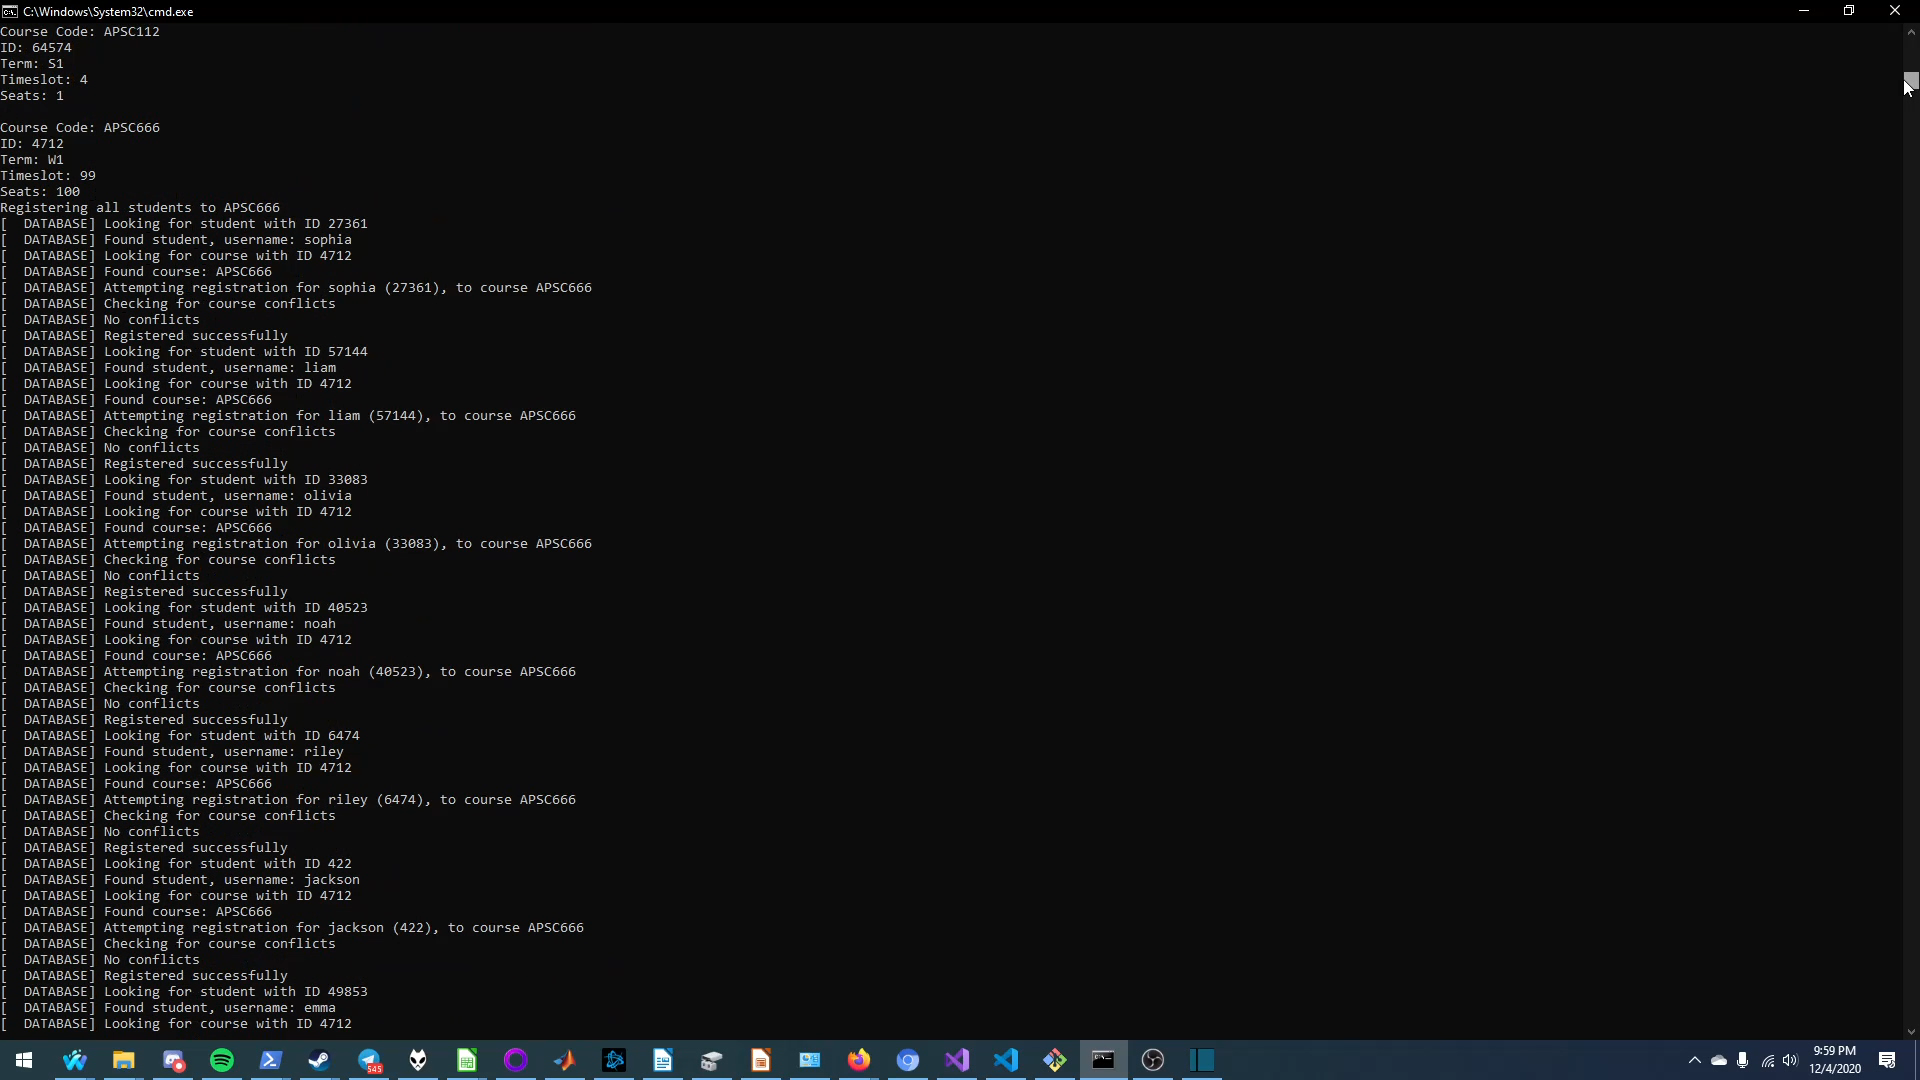 C:\Windows\System32\cmd.exe
Course Code: APSC112
ID: 64574
Term: S1
Timeslot: 4
Seats: 1
Course Code: APSC666
ID: 4712
Term: W1
Timeslot: 99
Seats: 100
Registering all students to APSC666
[  DATABASE] Looking for student with ID 27361
[  DATABASE] Found student, username: sophia
[  DATABASE] Looking for course with ID 4712
[  DATABASE] Found course: APSC666
[  DATABASE] Attempting registration for sophia (27361), to course APSC666
[  DATABASE] Checking for course conflicts
[  DATABASE] No conflicts
[  DATABASE] Registered successfully
[  DATABASE] Looking for student with ID 57144
[  DATABASE] Found student, username: liam
[  DATABASE] Looking for course with ID 4712
[  DATABASE] Found course: APSC666
[  DATABASE] Attempting registration for liam (57144), to course APSC666
[  DATABASE] Checking for course conflicts
[  DATABASE] No conflicts
[  DATABASE] Registered successfully
[  DATABASE] Looking for student with ID 33083
[  DATABASE] Found student, username: olivia
[  DATABASE] Looking for course with ID 4712
[  DATABASE] Found course: APSC666
[  DATABASE] Attempting registration for olivia (33083), to course APSC666
[  DATABASE] Checking for course conflicts
[  DATABASE] No conflicts
[  DATABASE] Registered successfully
[  DATABASE] Looking for student with ID 40523
[  DATABASE] Found student, username: noah
[  DATABASE] Looking for course with ID 4712
[  DATABASE] Found course: APSC666
[  DATABASE] Attempting registration for noah (40523), to course APSC666
[  DATABASE] Checking for course conflicts
[  DATABASE] No conflicts
[  DATABASE] Registered successfully
[  DATABASE] Looking for student with ID 6474
[  DATABASE] Found student, username: riley
[  DATABASE] Looking for course with ID 4712
[  DATABASE] Found course: APSC666
[  DATABASE] Attempting registration for riley (6474), to course APSC666
[  DATABASE] Checking for course conflicts
[  DATABASE] No conflicts
[  DATABASE] Registered successfully
[  DATABASE] Looking for student with ID 422
[  DATABASE] Found student, username: jackson
[  DATABASE] Looking for course with ID 4712
[  DATABASE] Found course: APSC666
[  DATABASE] Attempting registration for jackson (422), to course APSC666
[  DATABASE] Checking for course conflicts
[  DATABASE] No conflicts
[  DATABASE] Registered successfully
[  DATABASE] Looking for student with ID 49853
[  DATABASE] Found student, username: emma
[  DATABASE] Looking for course with ID 4712
545
9:59 PM
12/4/2020